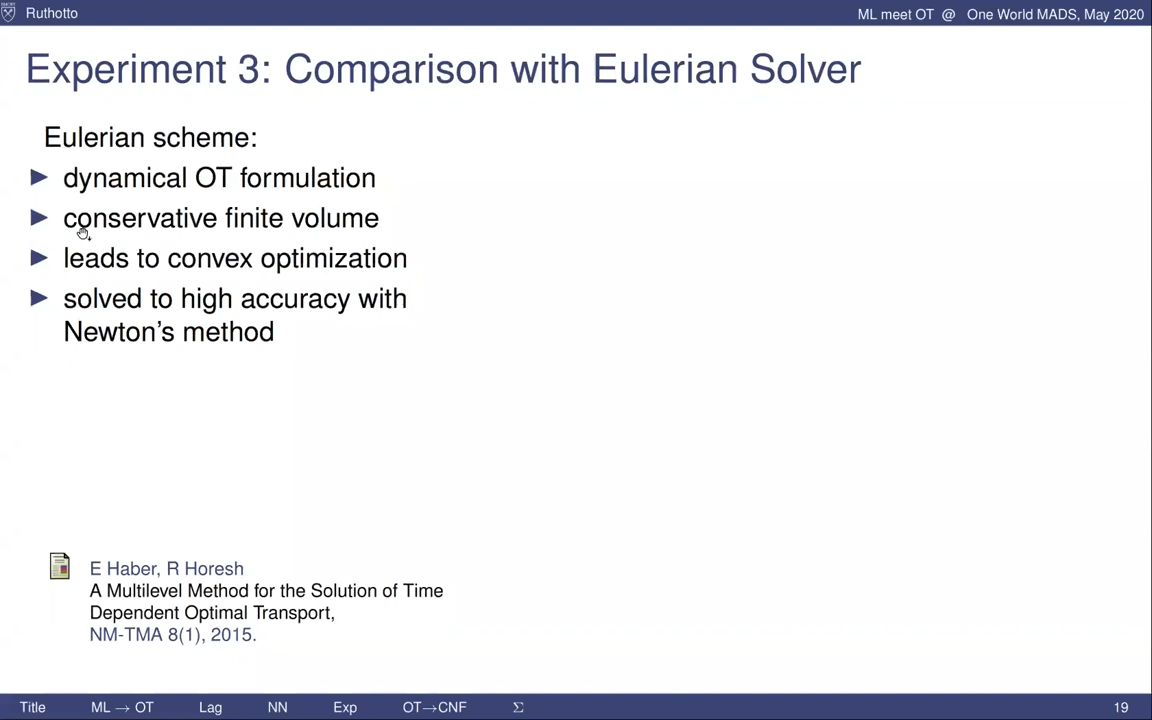 Ruthotto
ML meet OT @ One World MADS, May 2020
Experiment 3: Comparison with Eulerian Solver
Eulerian scheme:
▶ dynamical OT formulation
▶ conservative finite volume
▶ leads to convex optimization
▶ solved to high accuracy with
Newton's method
E Haber, R Horesh
A Multilevel Method for the Solution of Time
Dependent Optimal Transport,
NM-TMA 8(1), 2015.
Title ML → OT Lag NN Exp OT→CNF Σ 19